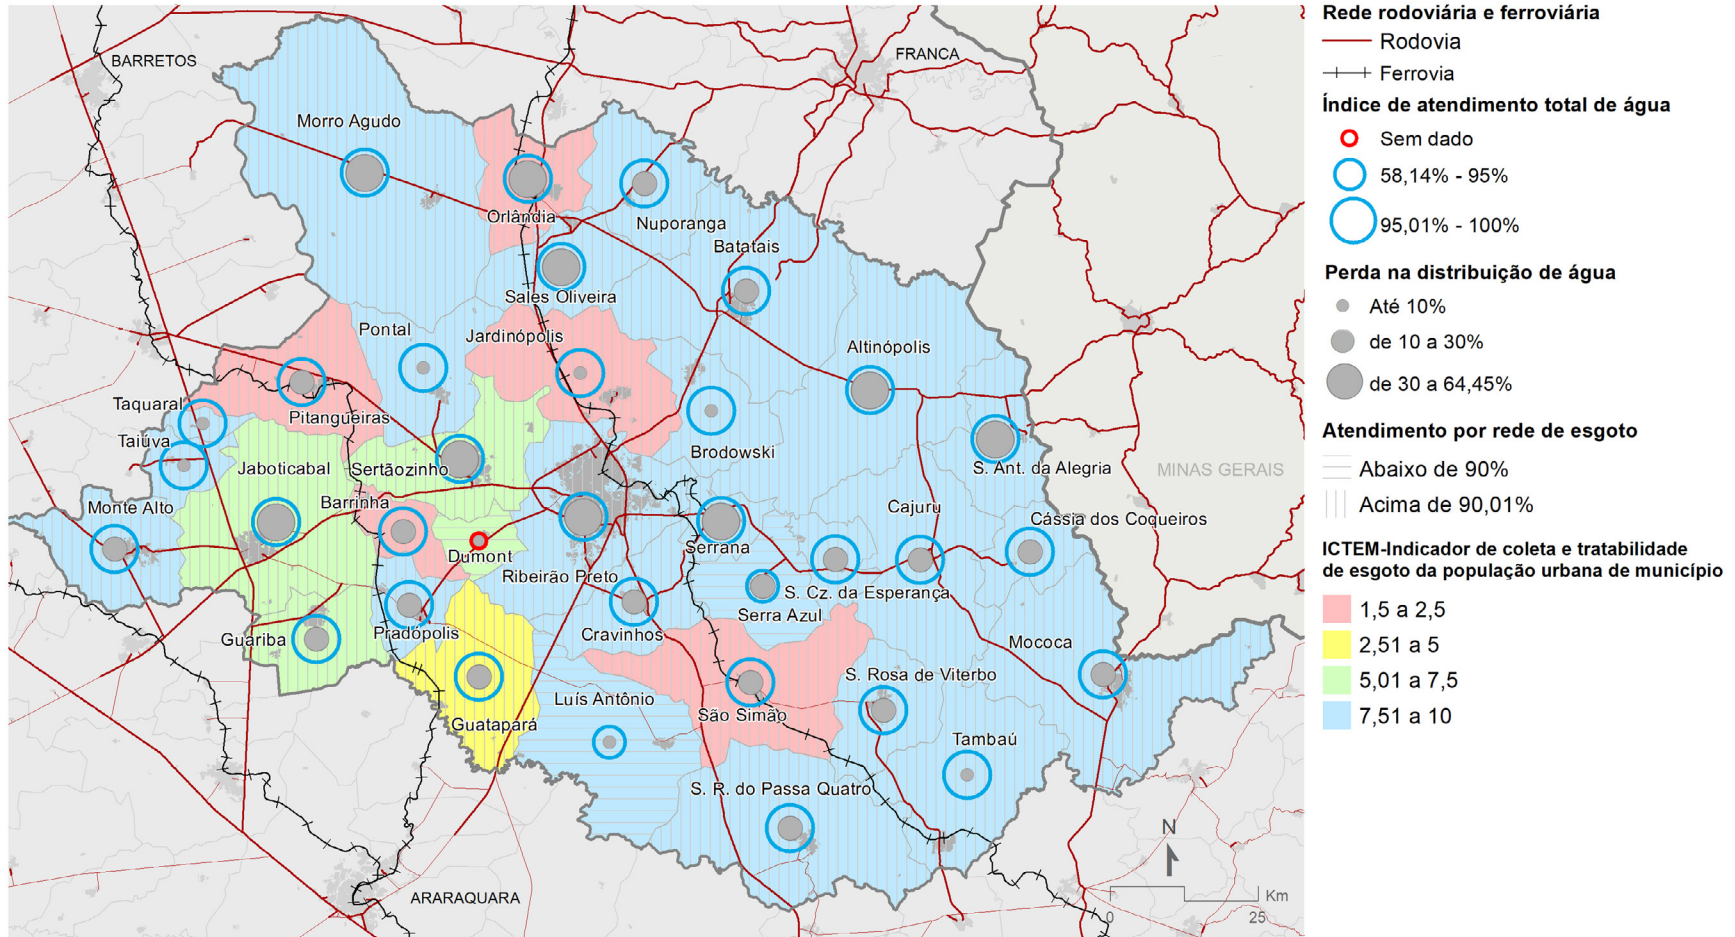 BARRETOS
FRANCA
Morro Agudo
Orlândia
Nuporanga
Batatais
Sales Oliveira
Pontal
Jardinópolis
Altinópolis
Taquaral
Pitangueiras
Taiúva
Brodowski
Jaboticabal
Sertãozinho
S. Ant. da Alegria
MINAS GERAIS
Monte Alto
Barrinha
Cajuru
Cássia dos Coqueiros
Dumont
Serrana
Ribeirão Preto
S. Cz. da Esperança
Serra Azul
Guariba
Pradópolis
Cravinhos
Mococa
S. Rosa de Viterbo
Luís Antônio
São Simão
Guatapará
Tambaú
S. R. do Passa Quatro
ARARAQUARA
N
Km
0
25
Rede rodoviária e ferroviária
Rodovia
Ferrovia
Índice de atendimento total de água
Sem dado
58,14% - 95%
95,01% - 100%
Perda na distribuição de água
Até 10%
de 10 a 30%
de 30 a 64,45%
Atendimento por rede de esgoto
Abaixo de 90%
Acima de 90,01%
ICTEM-Indicador de coleta e tratabilidade
de esgoto da população urbana de município
1,5 a 2,5
2,51 a 5
5,01 a 7,5
7,51 a 10